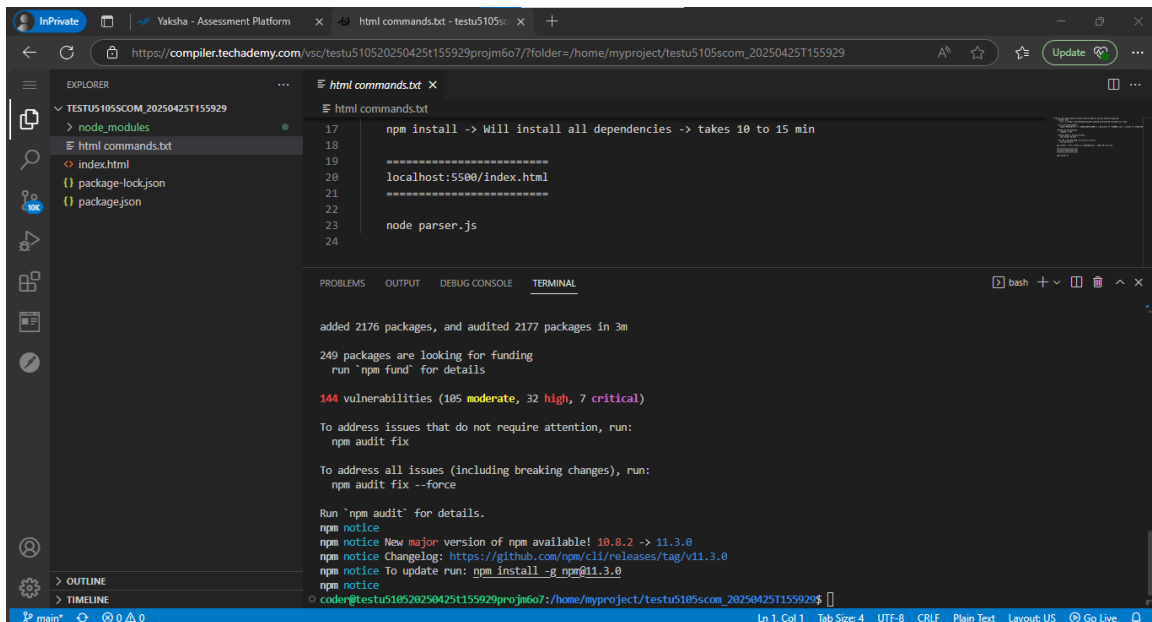 InPrivate
Yaksha - Assessment Platform
html commands.txt - testu5105sc
https://compiler.techademy.com/vsc/testu510520250425t155929projm6o7/?folder=/home/myproject/testu5105scom_20250425T155929
Update
EXPLORER
TESTU5105SCOM_20250425T155929
node_modules
html commands.txt
index.html
package-lock.json
package.json
10K
OUTLINE
TIMELINE
html commands.txt
html commands.txt
17 npm install -> Will install all dependencies -> takes 10 to 15 min
18
19 =========================
20 localhost:5500/index.html
21 =========================
22
23 node parser.js
24
PROBLEMS OUTPUT DEBUG CONSOLE TERMINAL
bash
added 2176 packages, and audited 2177 packages in 3m
249 packages are looking for funding
run `npm fund` for details
144 vulnerabilities (105 moderate, 32 high, 7 critical)
To address issues that do not require attention, run:
npm audit fix
To address all issues (including breaking changes), run:
npm audit fix --force
Run `npm audit` for details.
npm notice
npm notice New major version of npm available! 10.8.2 -> 11.3.0
npm notice Changelog: https://github.com/npm/cli/releases/tag/v11.3.0
npm notice To update run: npm install -g npm@11.3.0
npm notice
coder@testu510520250425t155929projm6o7:/home/myproject/testu5105scom_20250425T155929$
main* 0 0 Ln 1, Col 1 Tab Size: 4 UTF-8 CRLF Plain Text Layout: US Go Live